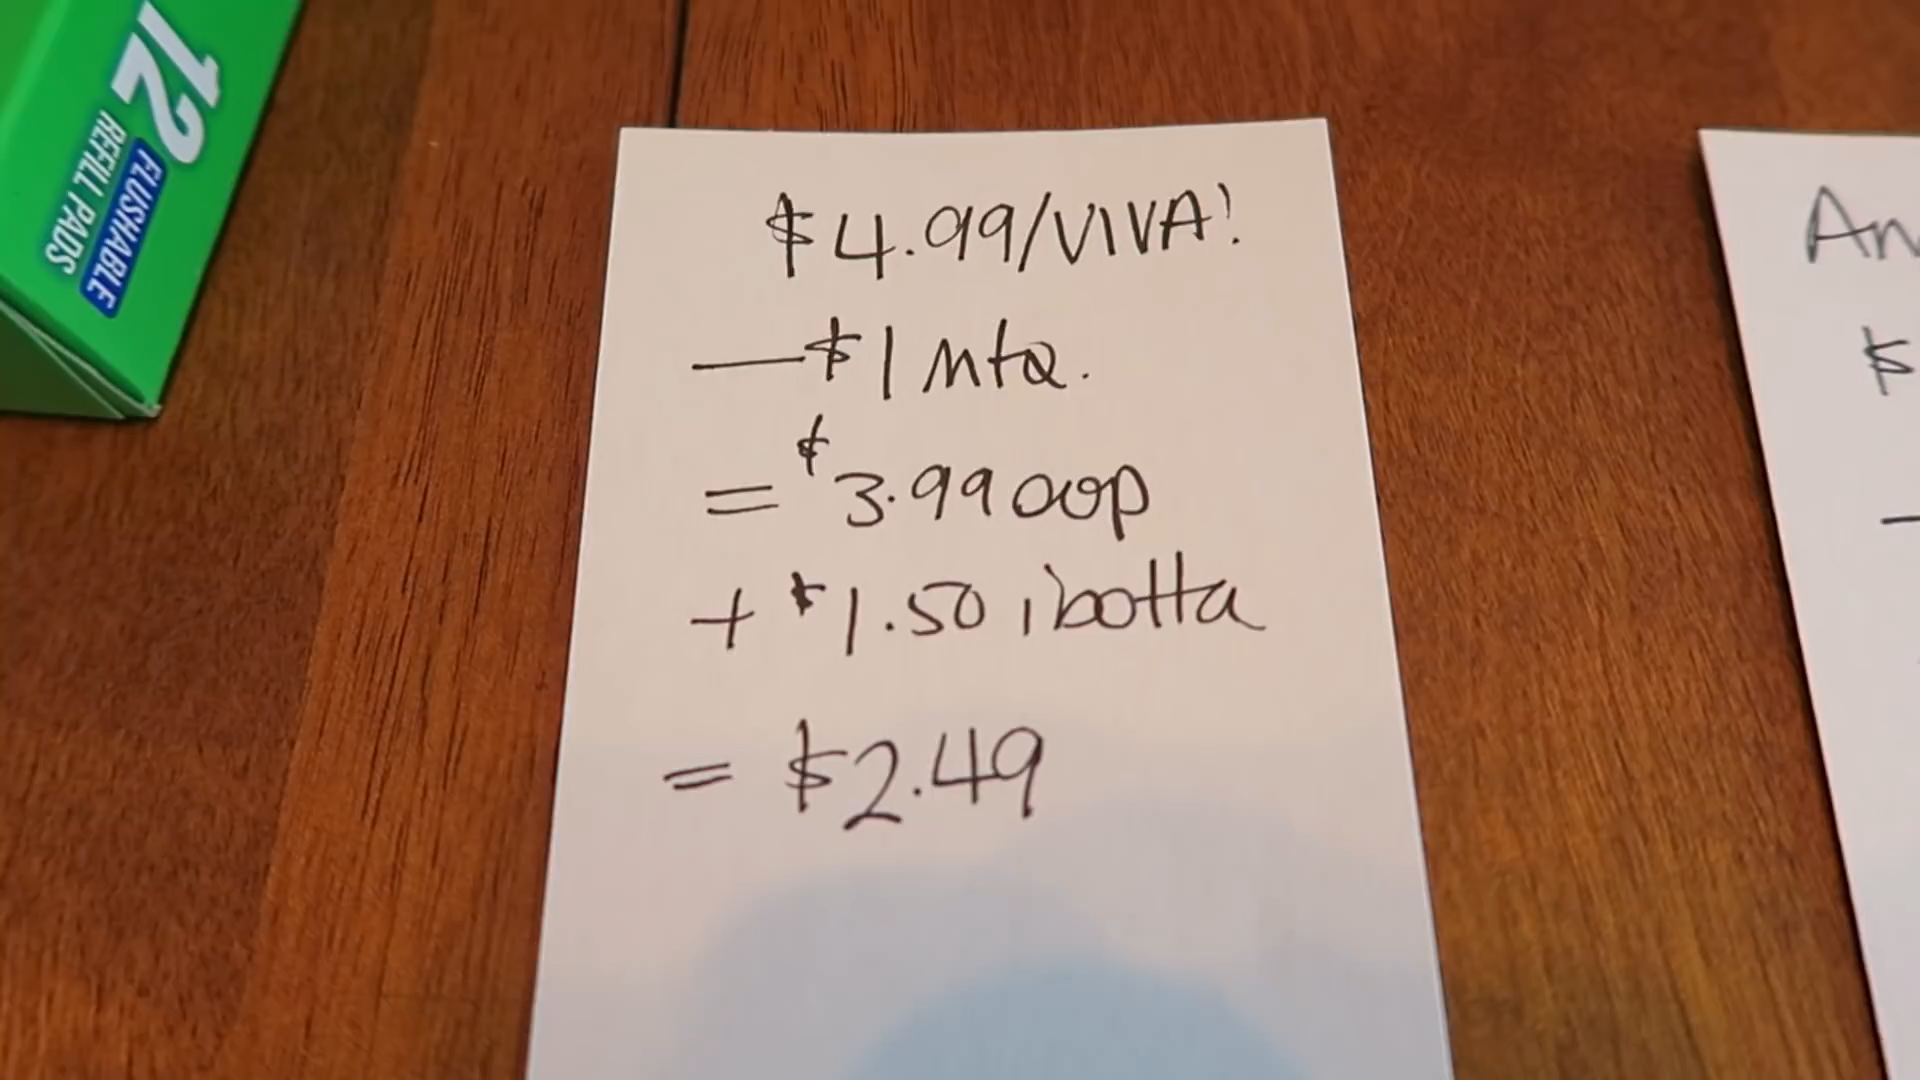 12
FLUSHABLE
REFILL PADS
$4.99/VIVA!
—$1 Mfq.
= $3.99 oop
+ $1.50 ibotta
= $2.49
An
$
—